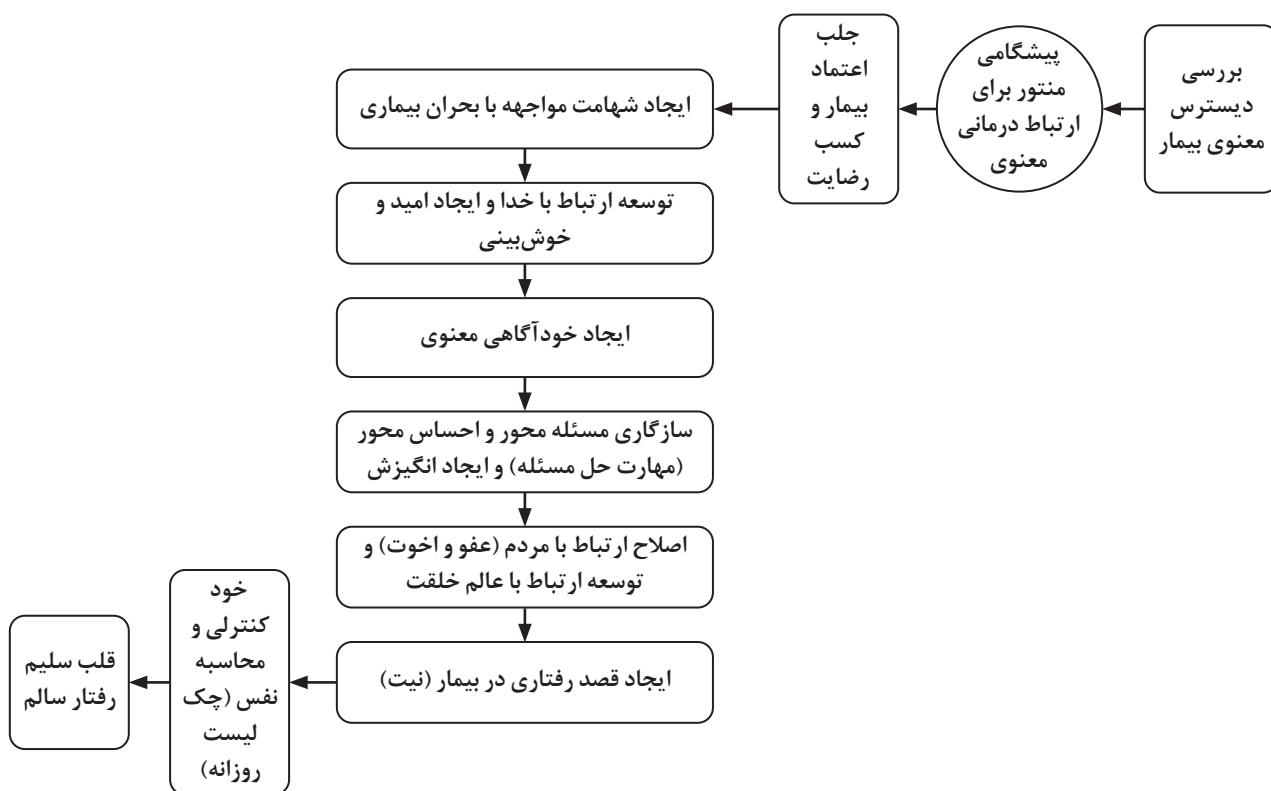 بررسی
دیسترس
معنوی بیمار
پیشگامی
منتور برای
ارتباط درمانی
معنوی
جلب
اعتماد
بیمار و
کسب
رضایت
ایجاد شهامت مواجهه با بحران بیماری
توسعه ارتباط با خدا و ایجاد امید و
خوش‌بینی
ایجاد خودآگاهی معنوی
سازگاری مسئله محور و احساس محور
(مهارت حل مسئله) و ایجاد انگیزش
اصلاح ارتباط با مردم (عفو و اخوت) و
توسعه ارتباط با عالم خلقت
ایجاد قصد رفتاری در بیمار (نیت)
خود
کنترلی و
محاسبه
نفس (چک
لیست
روزانه)
قلب سلیم
رفتار سالم